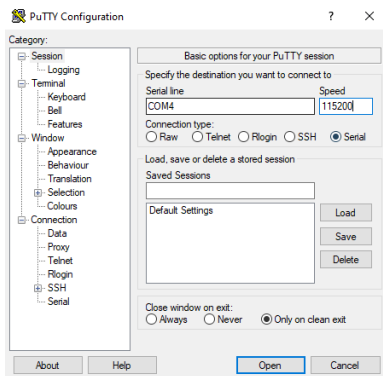 PuTTY Configuration
?
×
Category:
Session
Logging
Terminal
Keyboard
Bell
Features
Window
Appearance
Behaviour
Translation
Selection
Colours
Connection
Data
Proxy
Telnet
Rlogin
SSH
Serial
Basic options for your PuTTY session
Specify the destination you want to connect to
Serial line Speed
COM4 115200
Connection type:
Raw Telnet Rlogin SSH Serial
Load, save or delete a stored session
Saved Sessions
Default Settings
Load
Save
Delete
Close window on exit:
Always Never Only on clean exit
About Help Open Cancel